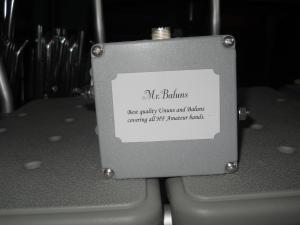 Mr. Baluns
Best quality Ununs and Baluns
covering all HF Amateur bands.